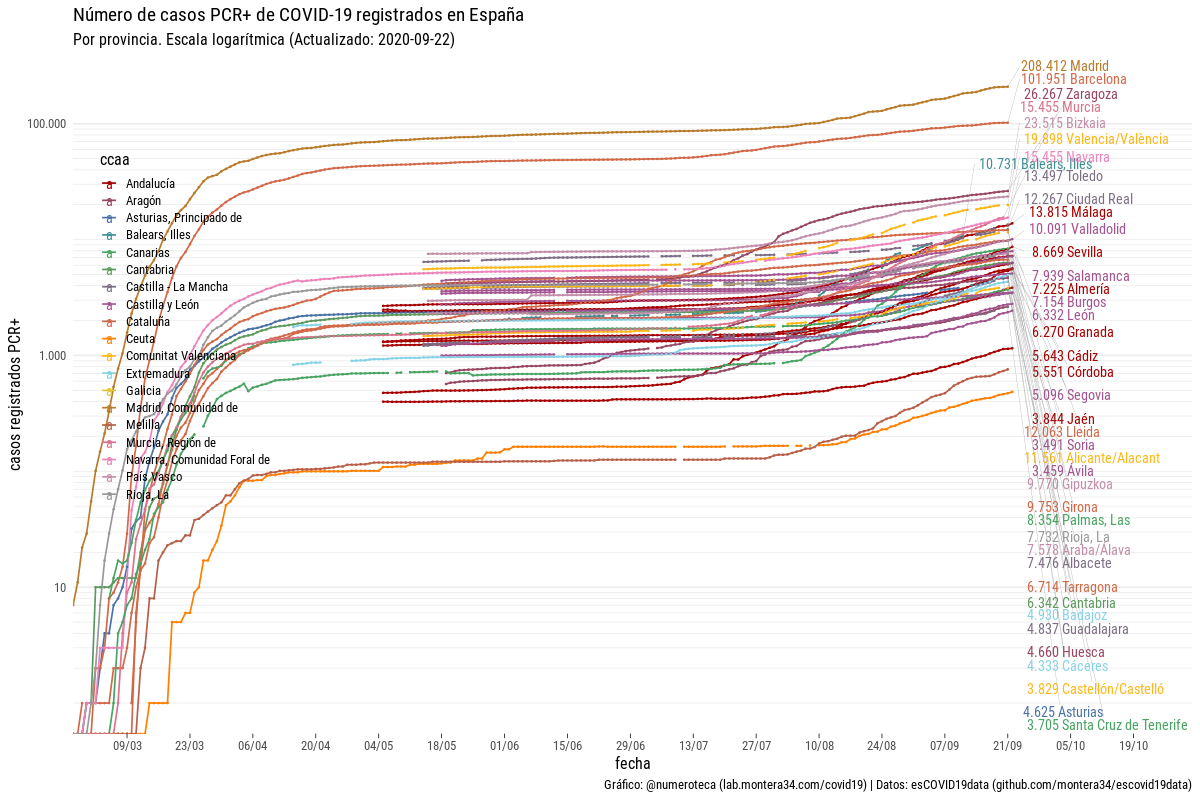 Número de casos PCR+ de COVID-19 registrados en España
Por provincia. Escala logarítmica (Actualizado: 2020-09-22)
casos registrados PCR+
100.000
1.000
10
ccaa
Andalucía
Aragón
Asturias, Principado de
Balears, Illes
Canarias
Cantabria
Castilla - La Mancha
Castilla y León
Cataluña
Ceuta
Comunitat Valenciana
Extremadura
Galicia
Madrid, Comunidad de
Melilla
Murcia, Región de
Navarra, Comunidad Foral de
País Vasco
Rioja, La
208.412 Madrid
101.951 Barcelona
26.267 Zaragoza
15.455 Murcia
23.515 Bizkaia
19.898 Valencia/València
15.455 Navarra
10.731 Balears, Illes
13.497 Toledo
12.267 Ciudad Real
13.815 Málaga
10.091 Valladolid
8.669 Sevilla
7.939 Salamanca
7.225 Almería
7.154 Burgos
6.332 León
6.270 Granada
5.643 Cádiz
5.551 Córdoba
5.096 Segovia
3.844 Jaén
12.063 Lleida
3.491 Soria
11.561 Alicante/Alacant
3.459 Ávila
9.770 Gipuzkoa
9.753 Girona
8.354 Palmas, Las
7.732 Rioja, La
7.578 Araba/Álava
7.476 Albacete
6.714 Tarragona
6.342 Cantabria
4.930 Badajoz
4.837 Guadalajara
4.660 Huesca
4.333 Cáceres
3.829 Castellón/Castelló
4.625 Asturias
3.705 Santa Cruz de Tenerife
09/03 23/03 06/04 20/04 04/05 18/05 01/06 15/06 29/06 13/07 27/07 10/08 24/08 07/09 21/09 05/10 19/10
fecha
Gráfico: @numeroteca (lab.montera34.com/covid19) | Datos: esCOVID19data (github.com/montera34/escovid19data)